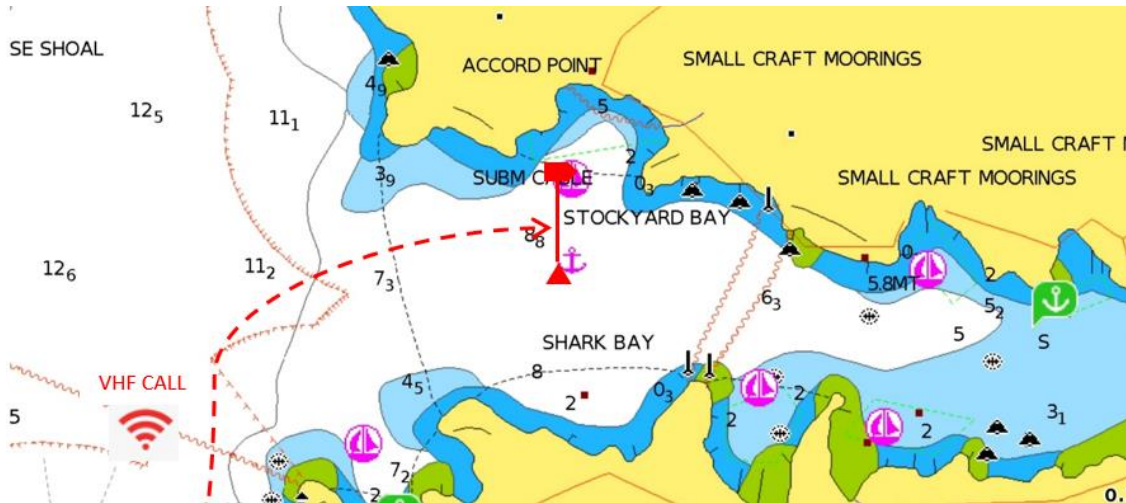 SE SHOAL
ACCORD POINT
SMALL CRAFT MOORINGS
4₉
5
12₅
11₁
SMALL CRAFT M
2
3₉
SUBM C
LE
0₃
SMALL CRAFT MOORINGS
STOCKYARD BAY
8₈
0
12₆
11₂
7₃
2
5.8MT
6₃
5₂
5
SHARK BAY
S
VHF CALL
4₅
8
0₃
2
2
5
2
2
3₁
7₂
2
0.